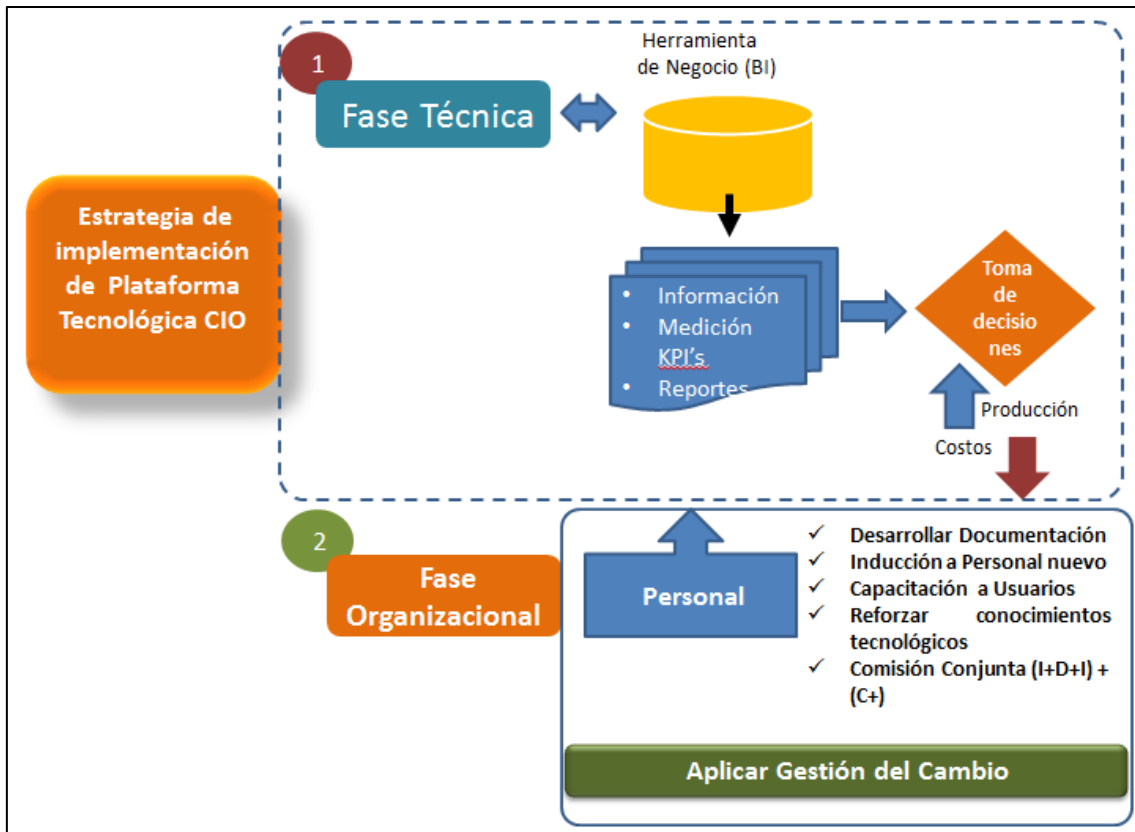 1
Fase Técnica
Herramienta
de Negocio (BI)
Estrategia de
implementación
de Plataforma
Tecnológica CIO
• Información
• Medición
KPI's
• Reportes
Toma
de
decisio
nes
Producción
Costos
2
Fase
Organizacional
Personal
✓ Desarrollar Documentación
✓ Inducción a Personal nuevo
✓ Capacitación a Usuarios
✓ Reforzar conocimientos
tecnológicos
✓ Comisión Conjunta (I+D+I) +
(C+)
Aplicar Gestión del Cambio